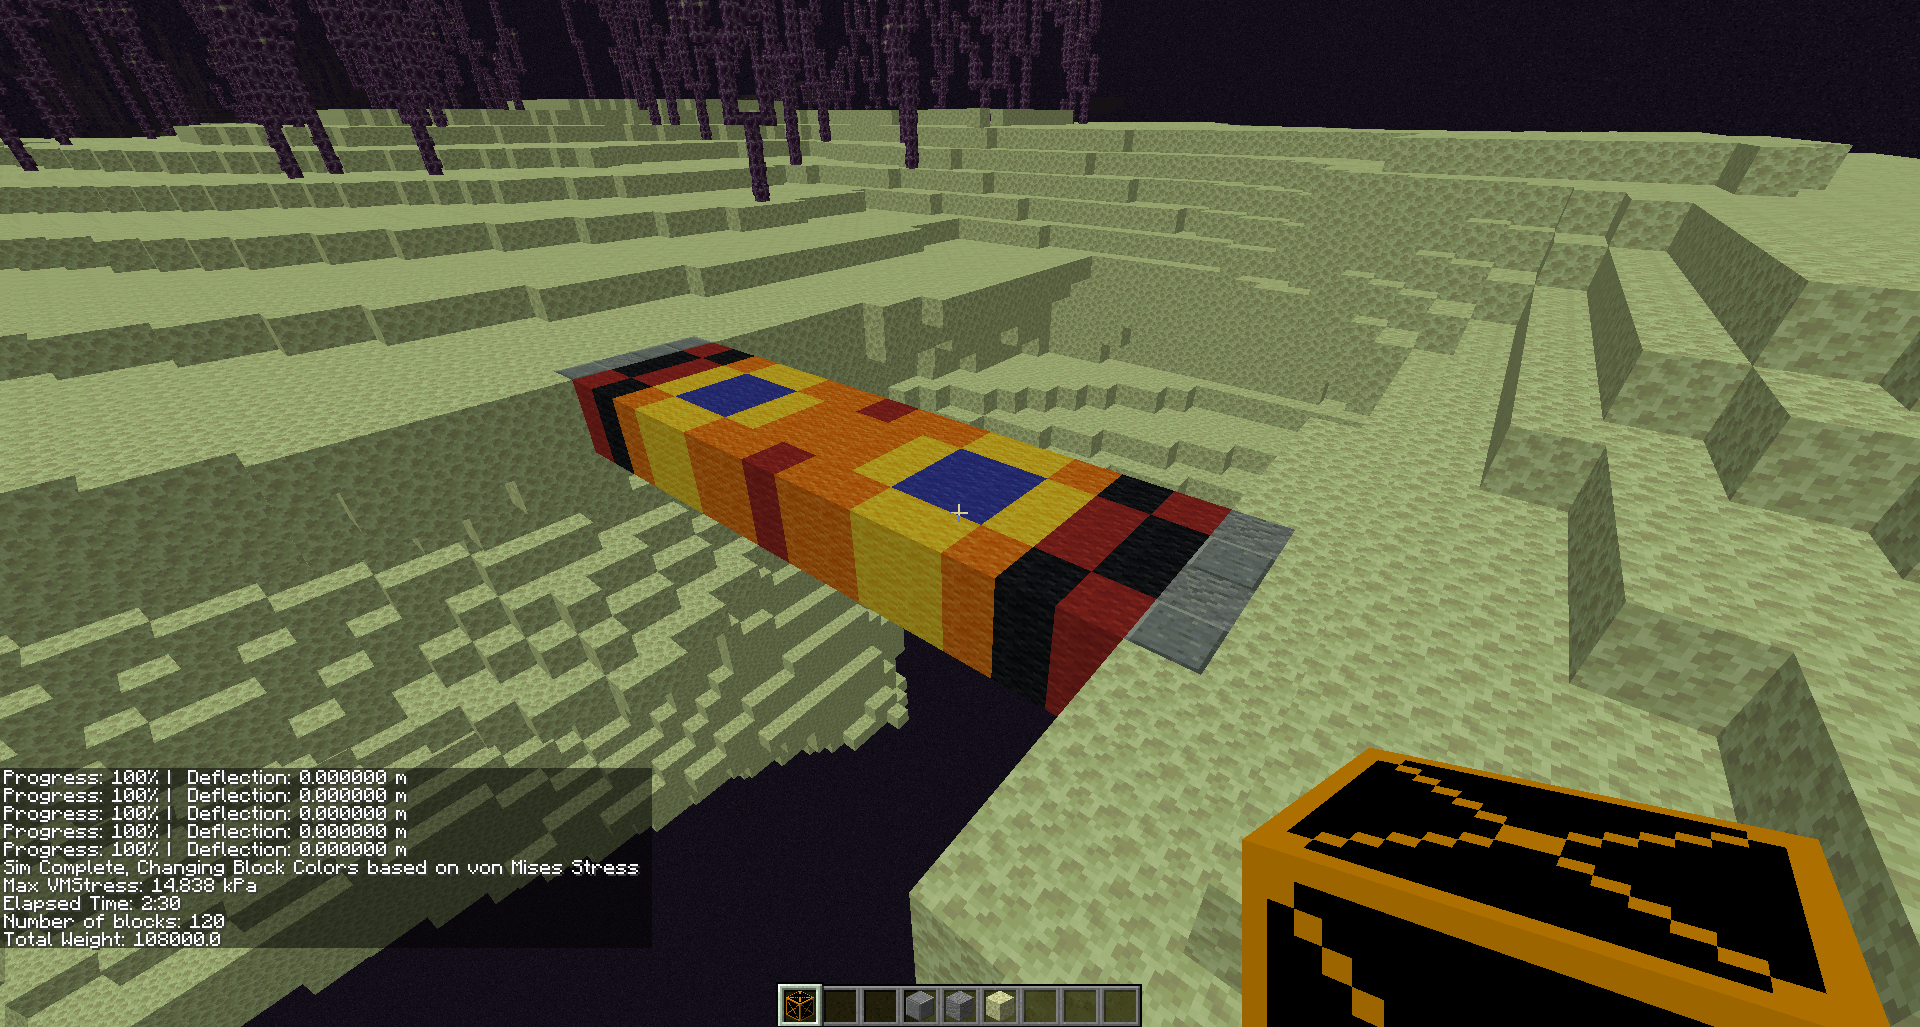 Progress: 100% | Deflection: 0.000000 m
Progress: 100% | Deflection: 0.000000 m
Progress: 100% | Deflection: 0.000000 m
Progress: 100% | Deflection: 0.000000 m
Progress: 100% | Deflection: 0.000000 m
Sim Complete, Changing Block Colors based on von Mises Stress
Max VMStress: 14.838 kPa
Elapsed Time: 2:30
Number of blocks: 120
Total Weight: 108000.0